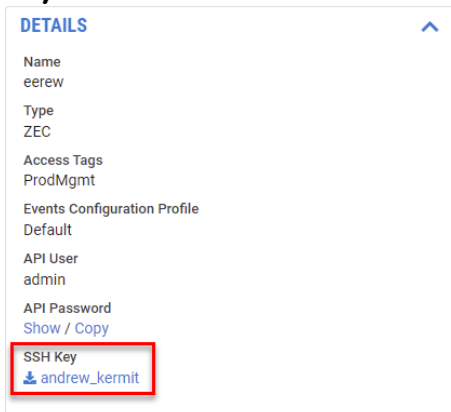 DETAILS
Name
eerew
Type
ZEC
Access Tags
ProdMgmt
Events Configuration Profile
Default
API User
admin
API Password
Show / Copy
SSH Key
andrew_kermit